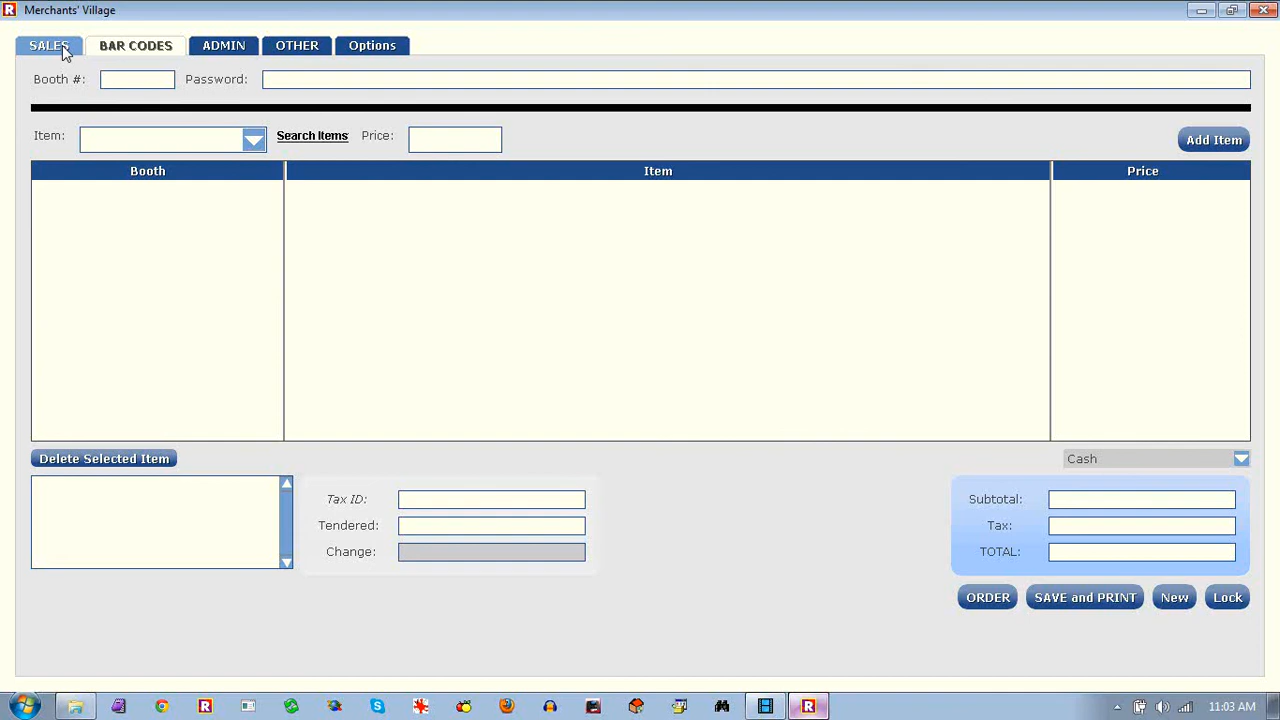 Merchants' Village
SALES BAR CODES ADMIN OTHER Options
Booth #: Password:
Item: Search Items Price: Add Item
Booth Item Price
Delete Selected Item Cash
Tax ID: Subtotal:
Tendered: Tax:
Change: TOTAL:
ORDER SAVE and PRINT New Lock
11:03 AM